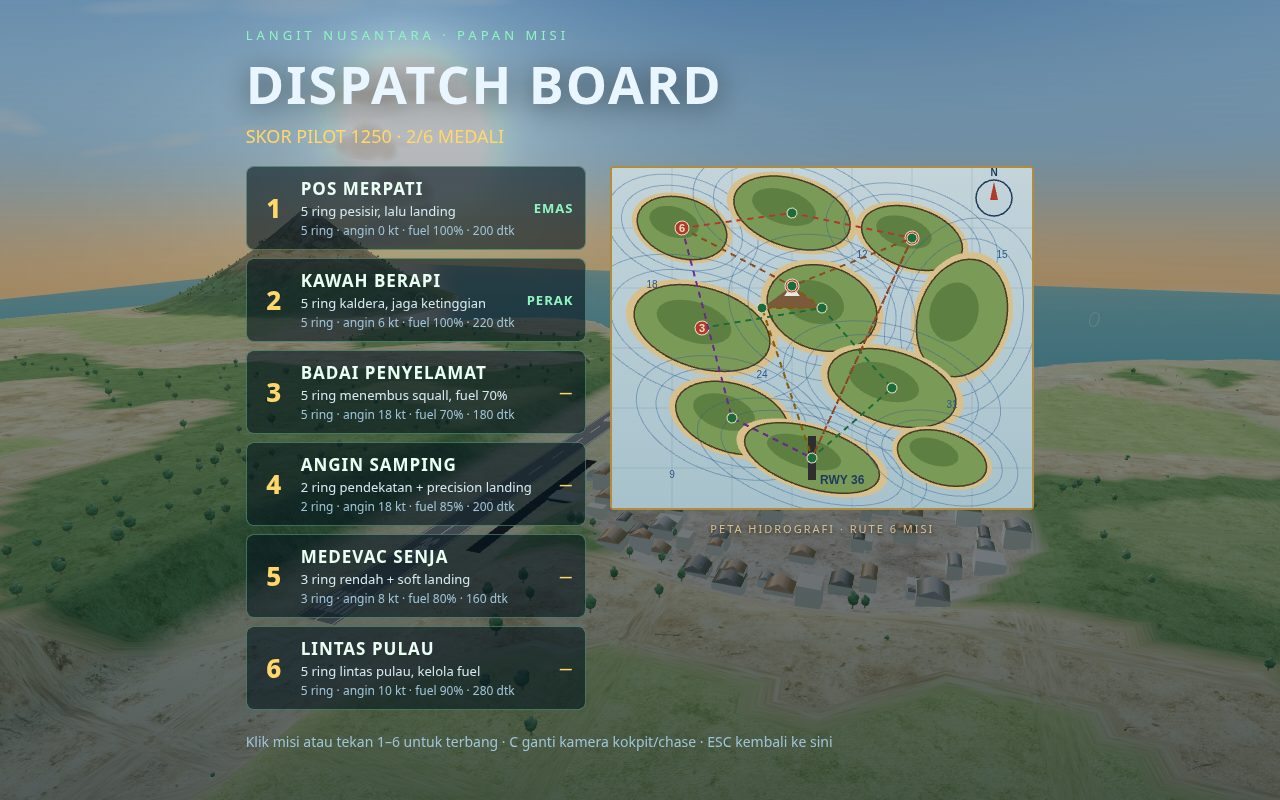 LANGIT NUSANTARA · PAPAN MISI
DISPATCH BOARD
SKOR PILOT 1250 · 2/6 MEDALI
1
POS MERPATI
5 ring pesisir, lalu landing
5 ring · angin 0 kt · fuel 100% · 200 dtk
EMAS
2
KAWAH BERAPI
5 ring kaldera, jaga ketinggian
5 ring · angin 6 kt · fuel 100% · 220 dtk
PERAK
3
BADAI PENYELAMAT
5 ring menembus squall, fuel 70%
5 ring · angin 18 kt · fuel 70% · 180 dtk
—
4
ANGIN SAMPING
2 ring pendekatan + precision landing
2 ring · angin 18 kt · fuel 85% · 200 dtk
—
5
MEDEVAC SENJA
3 ring rendah + soft landing
3 ring · angin 8 kt · fuel 80% · 160 dtk
—
6
LINTAS PULAU
5 ring lintas pulau, kelola fuel
5 ring · angin 10 kt · fuel 90% · 280 dtk
—
N
6
12
15
18
3
24
9
RWY 36
PETA HIDROGRAFI · RUTE 6 MISI
Klik misi atau tekan 1–6 untuk terbang · C ganti kamera kokpit/chase · ESC kembali ke sini